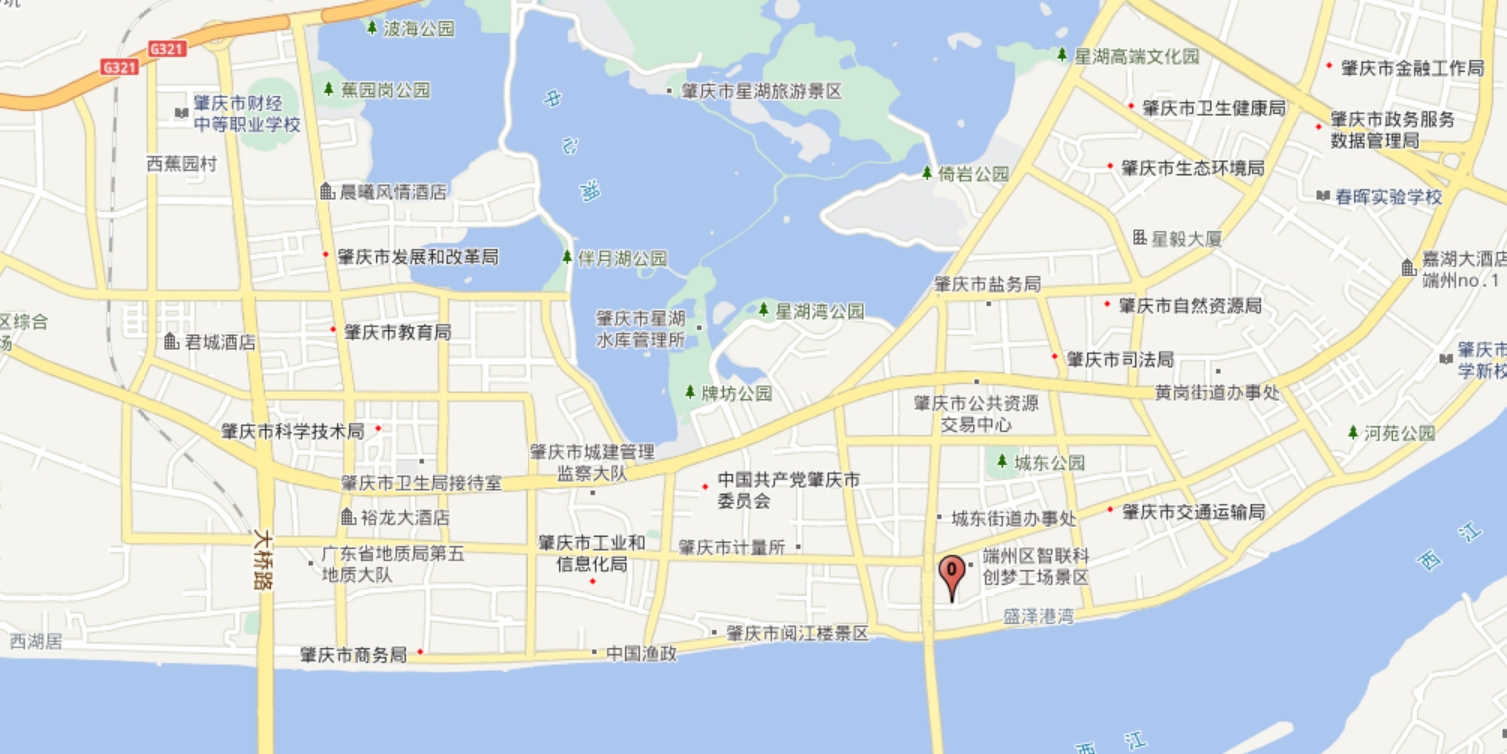 坑
波海公园
G321
G321
星湖高端文化园
肇庆市金融工作局
蕉园岗公园
肇庆市星湖旅游景区
中
心
湖
肇庆市财经
中等职业学校
肇庆市卫生健康局
肇庆市政务服务
数据管理局
西蕉园村
倚岩公园
肇庆市生态环境局
晨曦风情酒店
春晖实验学校
星毅大厦
肇庆市发展和改革局
伴月湖公园
嘉湖大酒店
端州no.1
肇庆市盐务局
肇庆市自然资源局
星湖湾公园
区综合
场
肇庆市星湖
水库管理所
君城酒店
肇庆市教育局
肇庆市司法局
肇庆市
学新校
牌坊公园
黄岗街道办事处
肇庆市公共资源
交易中心
肇庆市科学技术局
河苑公园
肇庆市城建管理
监察大队
城东公园
肇庆市卫生局接待室
中国共产党肇庆市
委员会
裕龙大酒店
城东街道办事处
肇庆市交通运输局
大桥路
广东省地质局第五
地质大队
肇庆市工业和
信息化局
肇庆市计量所
端州区智联科
创梦工场景区
0
西 江
盛泽港湾
西湖居
肇庆市阅江楼景区
肇庆市商务局
中国渔政
西 江